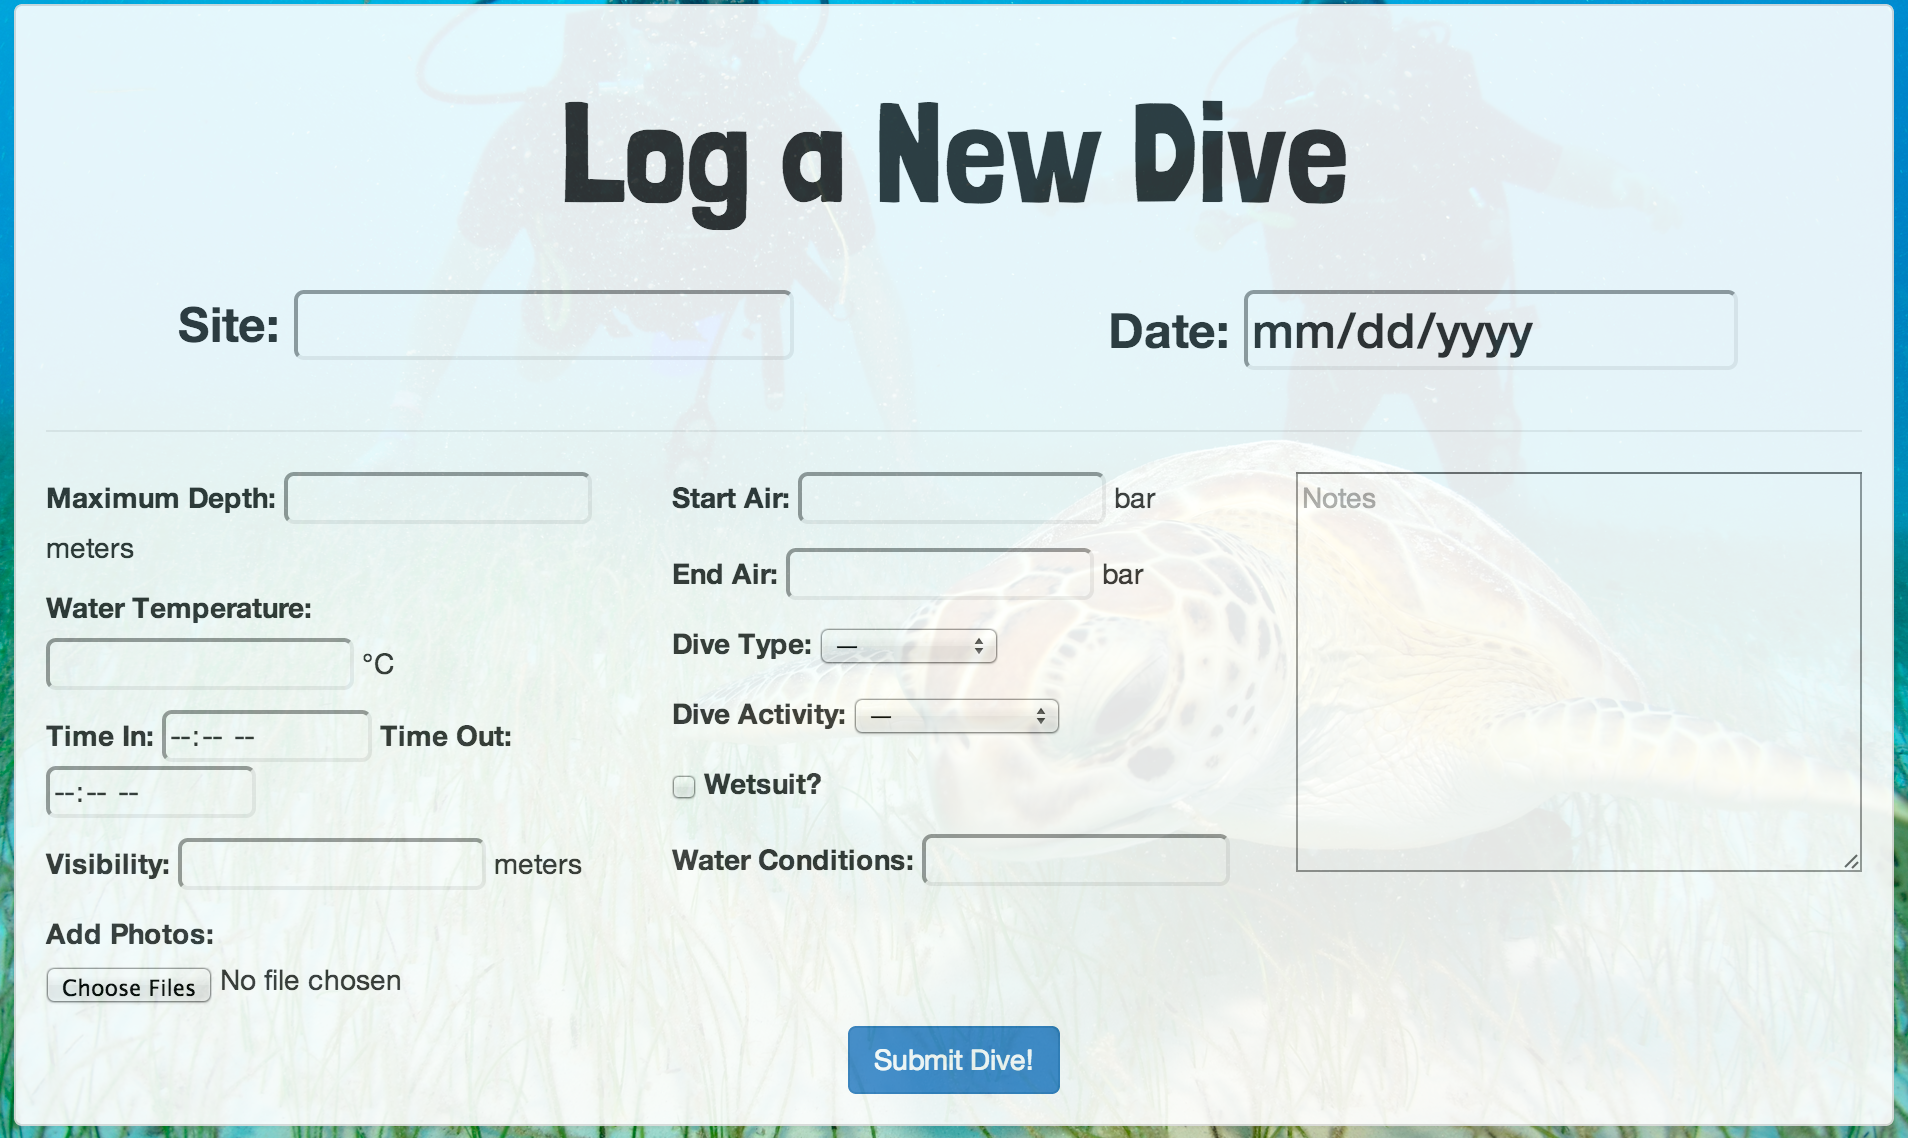 Log a New Dive
Site:
Date: mm/dd/yyyy
Maximum Depth:
meters
Water Temperature:
°C
Time In: --:-- -- Time Out:
--:-- --
Visibility: meters
Add Photos:
Choose Files No file chosen
Start Air: bar
End Air: bar
Dive Type: —
Dive Activity: —
Wetsuit?
Water Conditions:
Notes
Submit Dive!